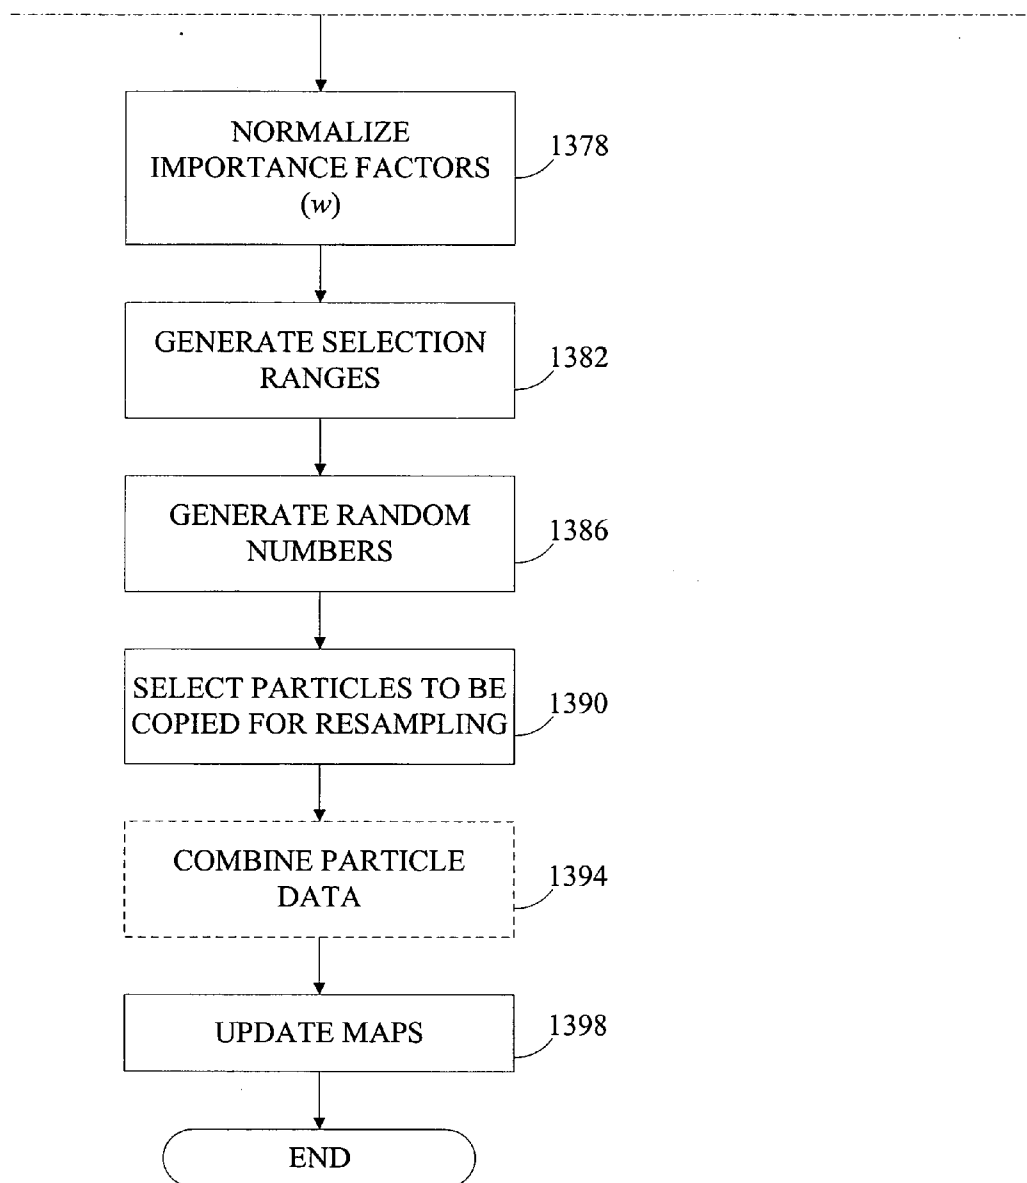 NORMALIZE
IMPORTANCE FACTORS
(w)
1378
GENERATE SELECTION
RANGES
1382
GENERATE RANDOM
NUMBERS
1386
SELECT PARTICLES TO BE
COPIED FOR RESAMPLING
1390
COMBINE PARTICLE
DATA
1394
UPDATE MAPS
1398
END